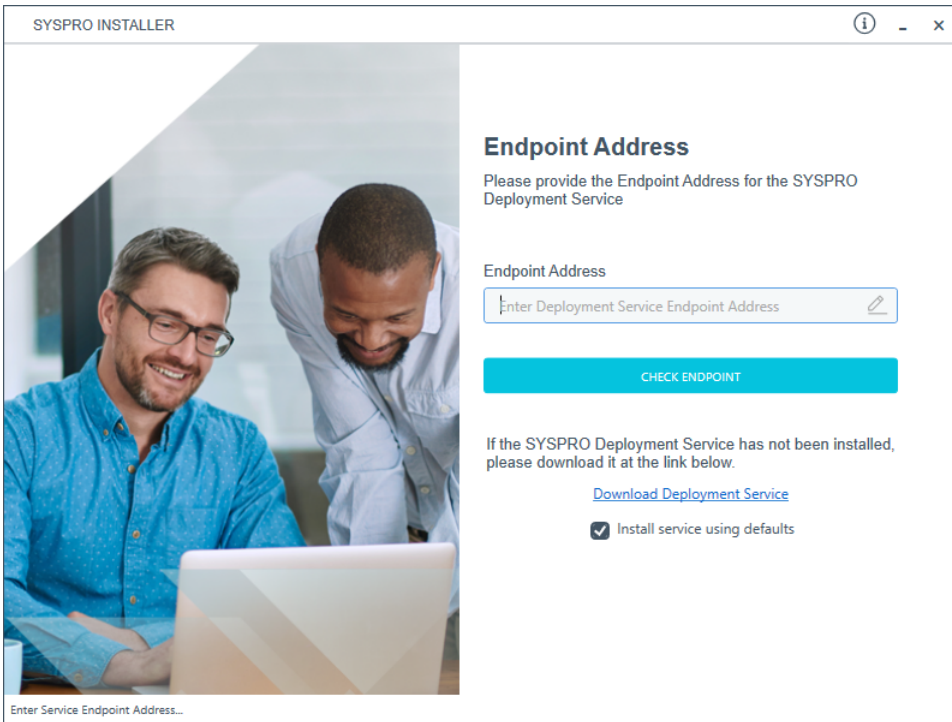 SYSPRO INSTALLER
Endpoint Address
Please provide the Endpoint Address for the SYSPRO
Deployment Service
Endpoint Address
Enter Deployment Service Endpoint Address
CHECK ENDPOINT
If the SYSPRO Deployment Service has not been installed,
please download it at the link below.
Download Deployment Service
Install service using defaults
Enter Service Endpoint Address...